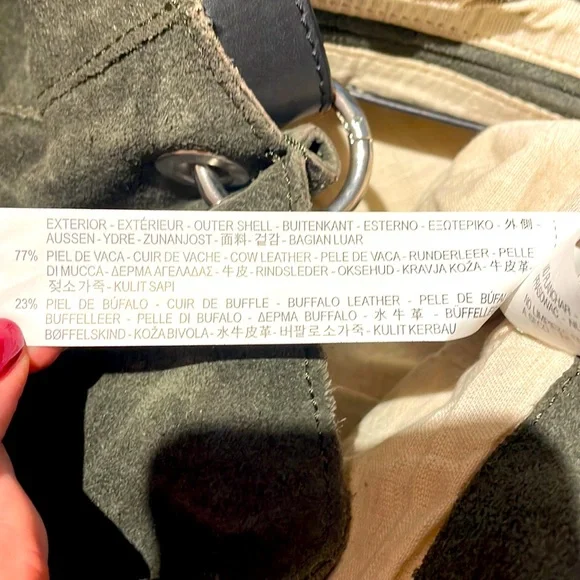 EXTERIOR - EXTÉRIEUR - OUTER SHELL - BUITENKANT - ESTERNO - ΕΞΩΤΕΡΙΚΟ - 外 側 -
AUSSEN - YDRE - ZUNANJOST - 面料 - 겉감 - BAGIAN LUAR
77% PIEL DE VACA - CUIR DE VACHE - COW LEATHER - PELE DE VACA - RUNDERLEER - PELLE
DI MUCCA - ΔΕΡΜΑ ΑΓΕΛΑΔΑΣ - 牛皮 - RINDSLEDER - OKSEHUD - KRAVJA KOŽA - 牛 皮 革 -
젖소가죽 - KULIT SAPI
23% PIEL DE BÚFALO - CUIR DE BUFFLE - BUFFALO LEATHER - PELE DE
BUFFELLEER - PELLE DI BUFALO - ΔΕΡΜΑ ΒΟΥΒΑΛΟΥ - 水 牛 革 -
BØFFELSKIND - KOŽA BIVOLA - 水牛皮革 - 버팔로소가죽 - KULIT KERBAU